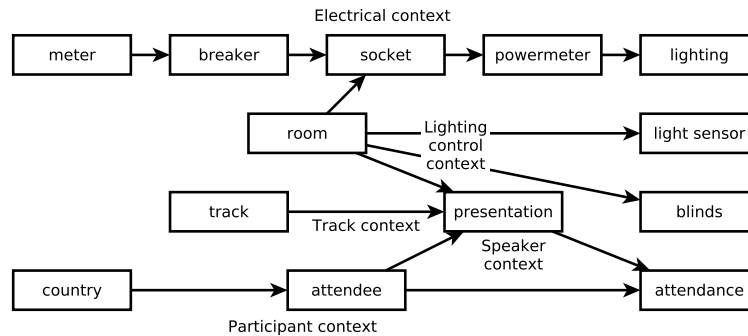 Electrical context
meter
breaker
socket
powermeter
lighting
room
Lighting
control
context
light sensor
track
Track context
presentation
blinds
Speaker
context
country
attendee
attendance
Participant context